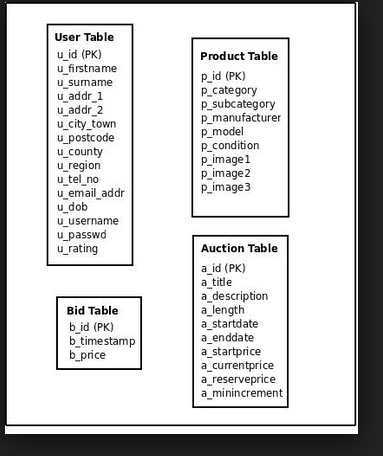 User Table
u_id (PK)
u_firstname
u_surname
u_addr_1
u_addr_2
u_city_town
u_postcode
u_county
u_region
u_tel_no
u_email_addr
u_dob
u_username
u_passwd
u_rating
Product Table
p_id (PK)
p_category
p_subcategory
p_manufacturer
p_model
p_condition
p_image1
p_image2
p_image3
Bid Table
b_id (PK)
b_timestamp
b_price
Auction Table
a_id (PK)
a_title
a_description
a_length
a_startdate
a_enddate
a_startprice
a_currentprice
a_reserveprice
a_minincrement